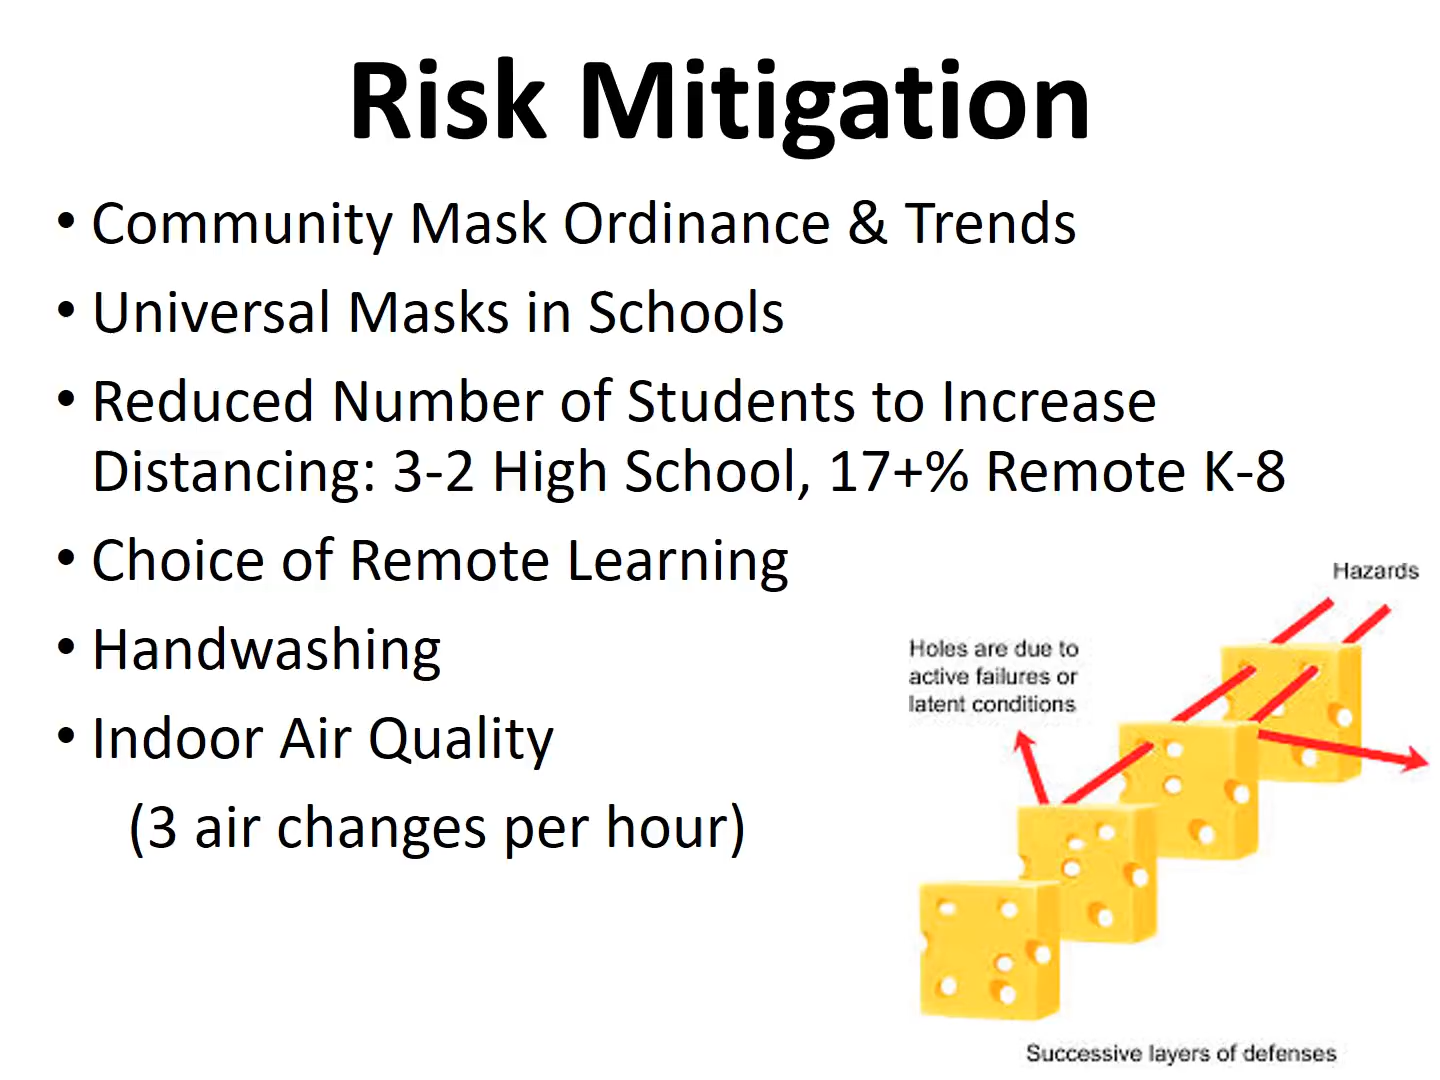 Risk Mitigation
• Community Mask Ordinance & Trends
• Universal Masks in Schools
• Reduced Number of Students to Increase
Distancing: 3-2 High School, 17+% Remote K-8
• Choice of Remote Learning
• Handwashing
• Indoor Air Quality
(3 air changes per hour)
Hazards
Holes are due to
active failures or
latent conditions
Successive layers of defenses